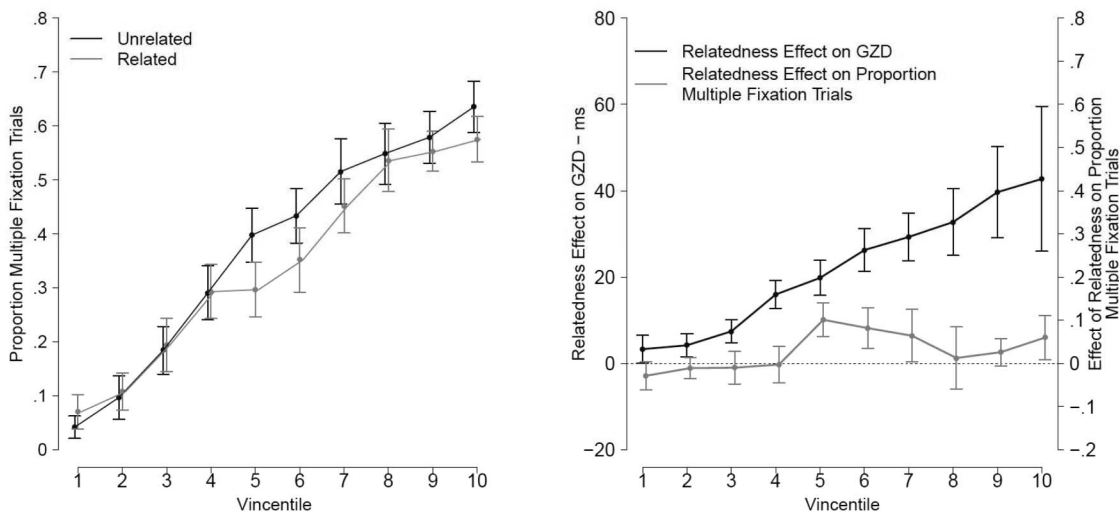 .8
.7
.6
.5
.4
.3
.2
.1
0
Proportion Multiple Fixation Trials
Unrelated
Related
1 2 3 4 5 6 7 8 9 10
Vincentile
80
60
40
20
0
−20
Relatedness Effect on GZD − ms
Relatedness Effect on GZD
Relatedness Effect on Proportion
Multiple Fixation Trials
.8
.7
.6
.5
.4
.3
.2
.1
0
−.1
−.2
Effect of Relatedness on Proportion
Multiple Fixation Trials
1 2 3 4 5 6 7 8 9 10
Vincentile